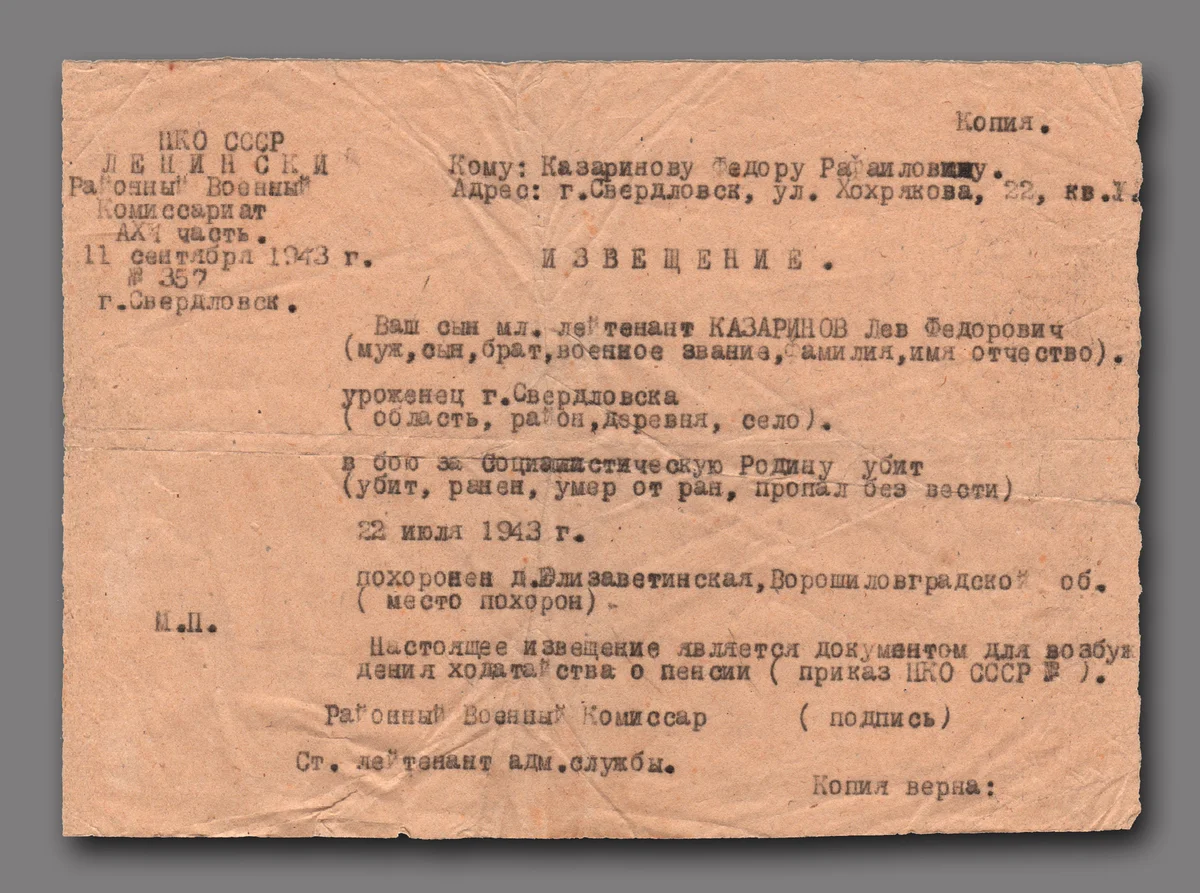 Копия.
НКО СССР
ЛЕНИНСКИ
Районный Военный
Комиссариат
АХЧ часть.
11 сентября 1943 г.
№ 357
г.Свердловск.
Кому: Казаринову Федору Рафаиловичу.
Адрес: г.Свердловск, ул. Хохрякова, 22, кв.
ИЗВЕЩЕНИЕ.
Ваш сын мл. лейтенант КАЗАРИНОВ Лев Федорович
(муж,сын,брат,военное звание,фамилия,имя отчество).
уроженец г.Свердловска
( область, район,деревня, село).
в бою за Социалистическую Родину убит
(убит, ранен, умер от ран, пропал без вести)
22 июля 1943 г.
похоронен д.Елизаветинская,Ворошиловградской об.
( место похорон).
М.П.
Настоящее извещение является документом для возбуж
дения ходатайства о пенсии ( приказ НКО СССР № ).
Районный Военный Комиссар ( подпись)
Ст. лейтенант адм.службы.
Копия верна: